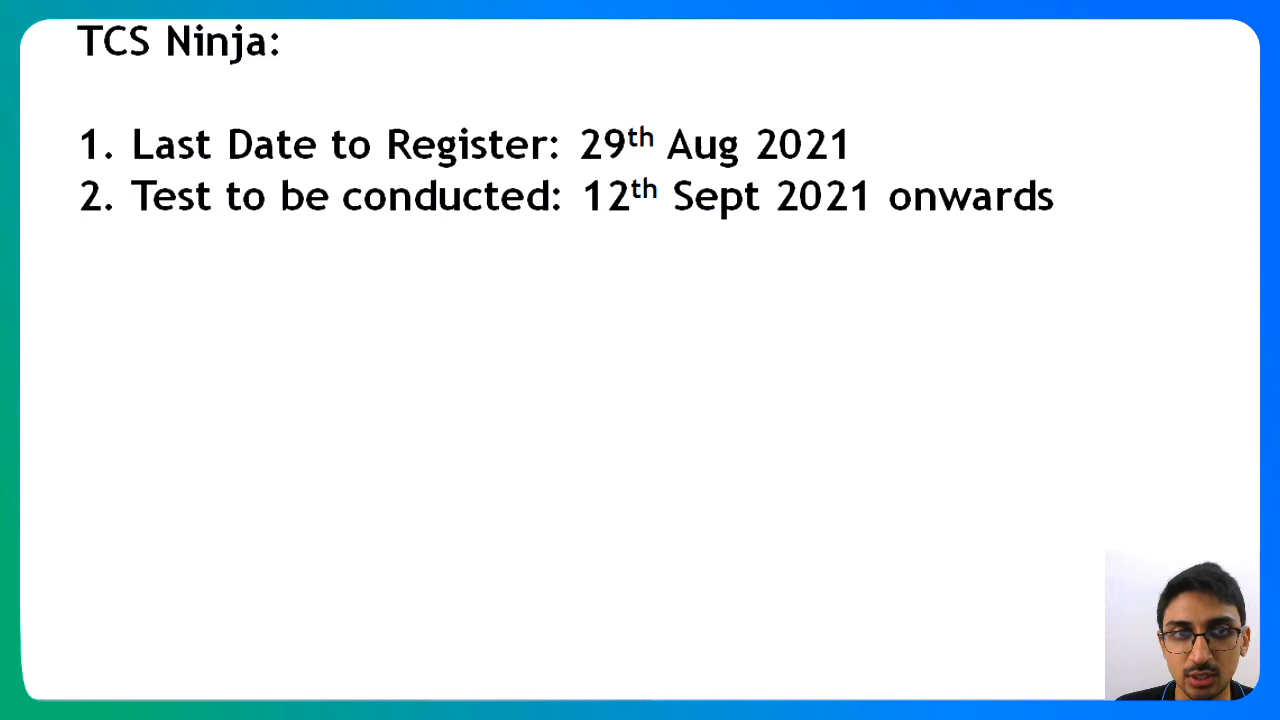 TCS Ninja:
1. Last Date to Register: 29th Aug 2021
2. Test to be conducted: 12th Sept 2021 onwards